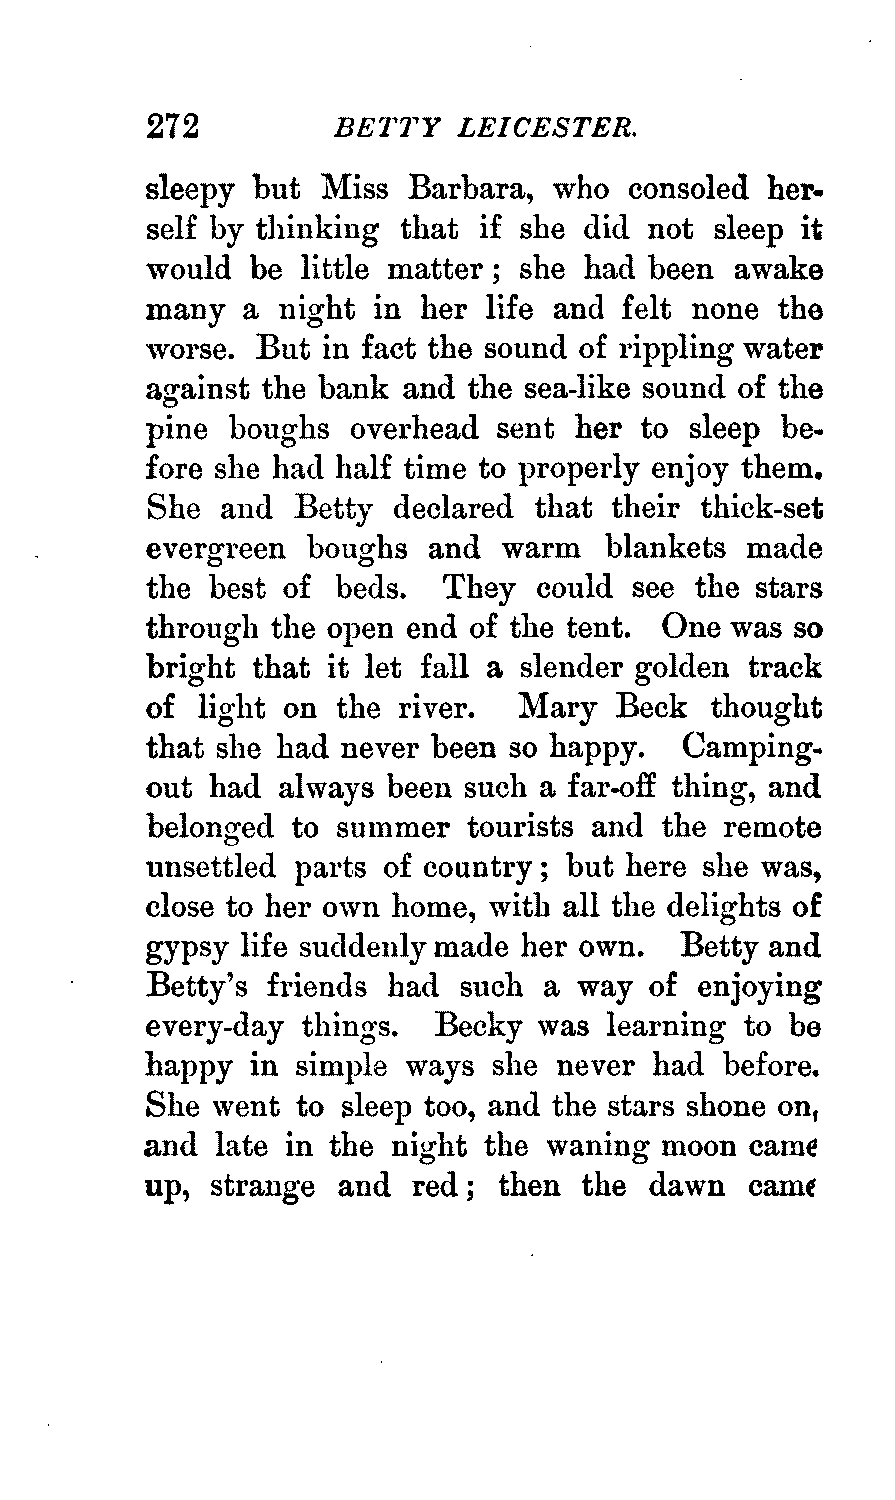 272 BETTY LEICESTER.
sleepy but Miss Barbara, who consoled her-
self by thinking that if she did not sleep it
would be little matter ; she had been awake
many a night in her life and felt none the
worse. But in fact the sound of rippling water
against the bank and the sea-like sound of the
pine boughs overhead sent her to sleep be-
fore she had half time to properly enjoy them.
She and Betty declared that their thick-set
evergreen boughs and warm blankets made
the best of beds. They could see the stars
through the open end of the tent. One was so
bright that it let fall a slender golden track
of light on the river. Mary Beck thought
that she had never been so happy. Camping-
out had always been such a far-off thing, and
belonged to summer tourists and the remote
unsettled parts of country ; but here she was,
close to her own home, with all the delights of
gypsy life suddenly made her own. Betty and
Betty's friends had such a way of enjoying
every-day things. Becky was learning to be
happy in simple ways she never had before.
She went to sleep too, and the stars shone on,
and late in the night the waning moon came
up, strange and red ; then the dawn came